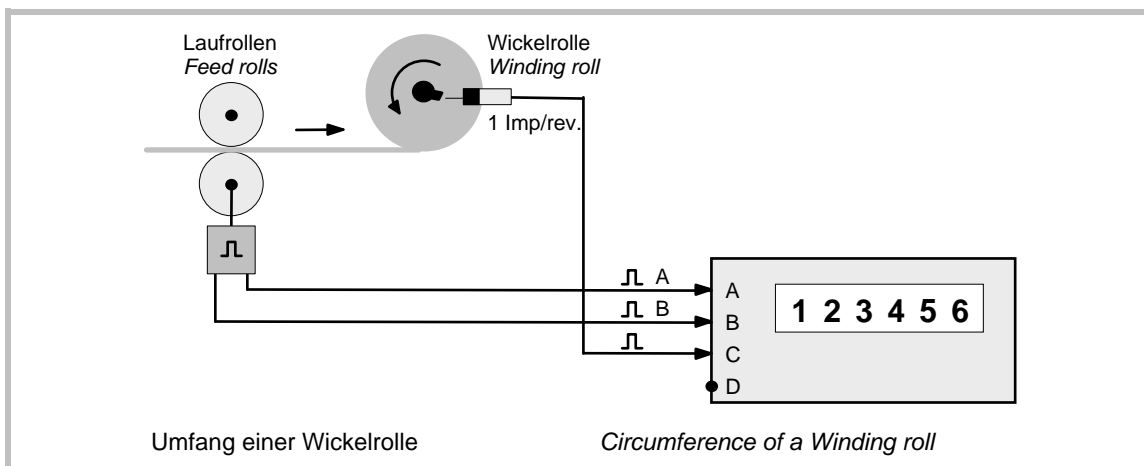 Laufrollen
Feed rolls
Wickelrolle
Winding roll
1 Imp/rev.
A
B
A
B
C
D
1 2 3 4 5 6
Umfang einer Wickelrolle
Circumference of a Winding roll